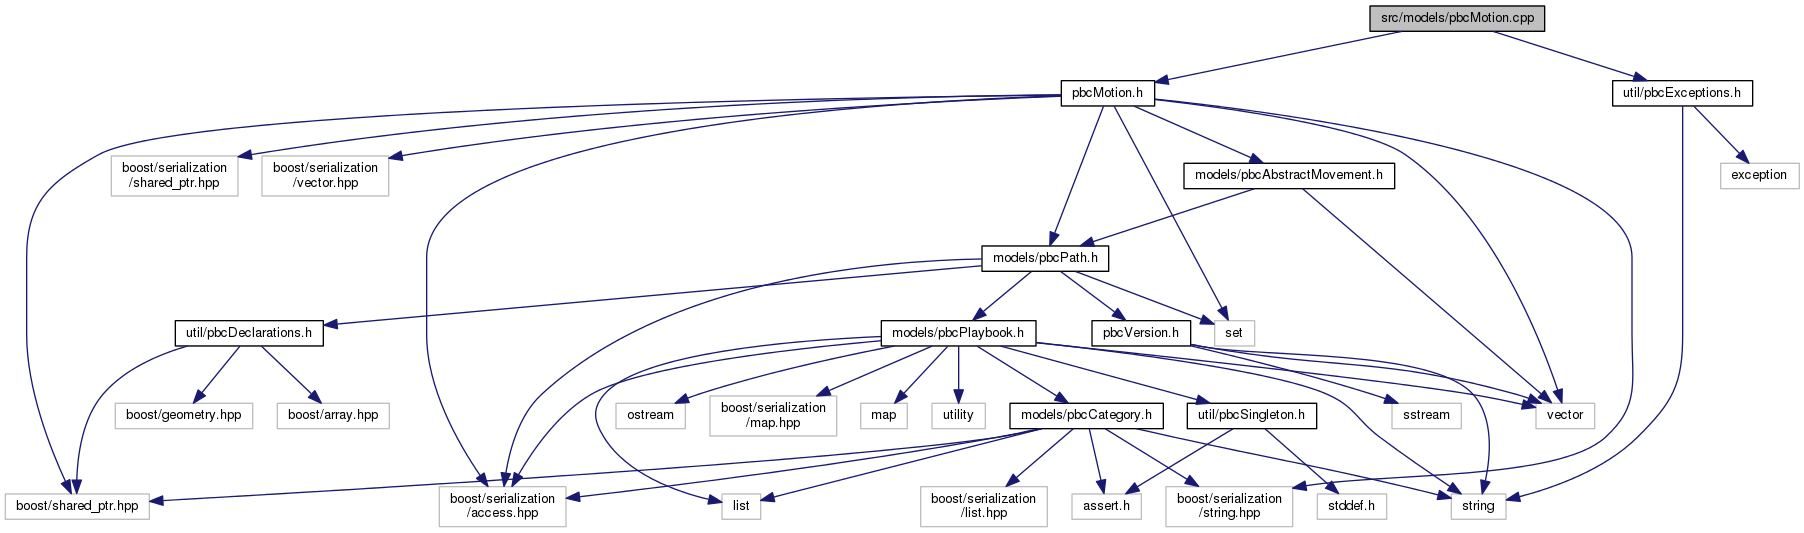 src/models/pbcMotion.cpp
pbcMotion.h
util/pbcExceptions.h
boost/serialization
/shared_ptr.hpp
boost/serialization
/vector.hpp
models/pbcAbstractMovement.h
exception
models/pbcPath.h
util/pbcDeclarations.h
models/pbcPlaybook.h
pbcVersion.h
set
boost/geometry.hpp
boost/array.hpp
ostream
boost/serialization
/map.hpp
map
utility
models/pbcCategory.h
util/pbcSingleton.h
sstream
vector
boost/shared_ptr.hpp
boost/serialization
/access.hpp
list
boost/serialization
/list.hpp
assert.h
boost/serialization
/string.hpp
stddef.h
string